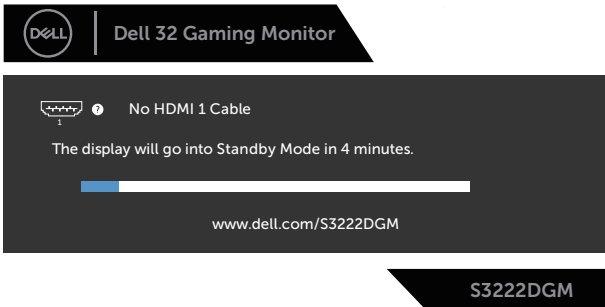 DELL
Dell 32 Gaming Monitor
? No HDMI 1 Cable
1
The display will go into Standby Mode in 4 minutes.
www.dell.com/S3222DGM
S3222DGM